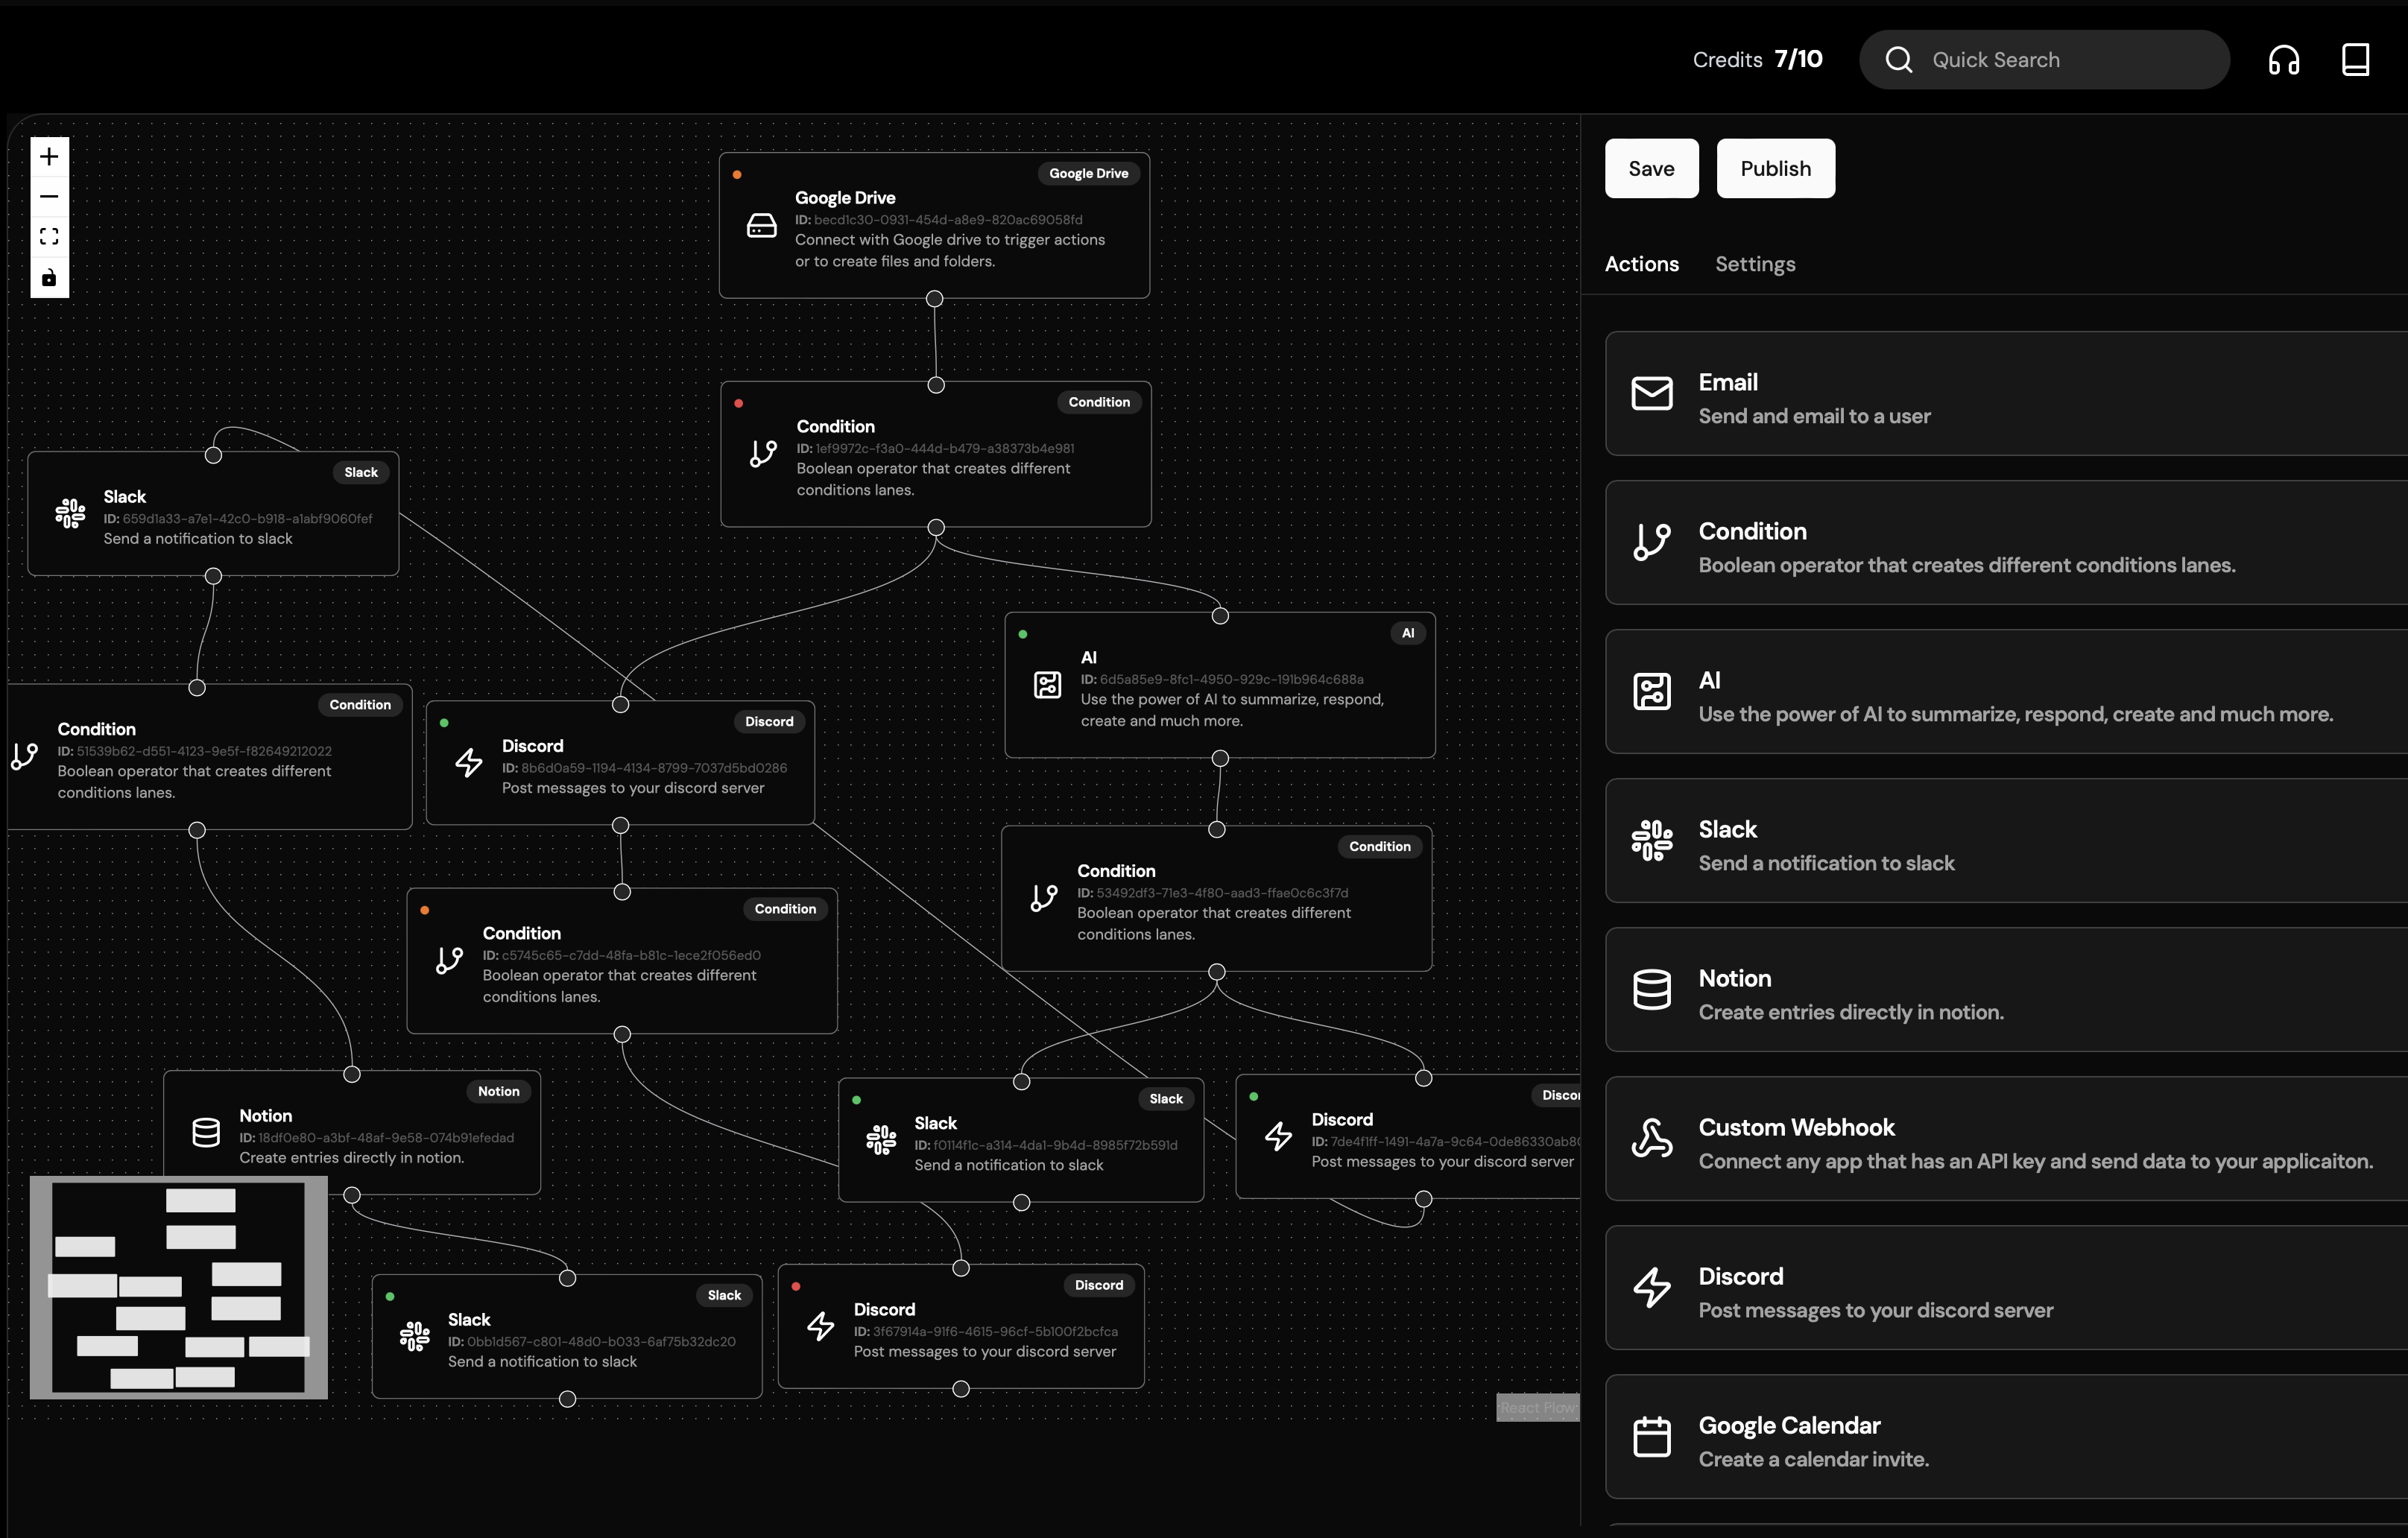 Credits 7/10
Quick Search
Google Drive
Google Drive
ID: becd1c30-0931-454d-a8e9-820ac69058fd
Connect with Google drive to trigger actions
or to create files and folders.
Condition
Condition
ID: 1ef9972c-f3a0-444d-b479-a38373b4e981
Boolean operator that creates different
conditions lanes.
Slack
Slack
ID: 659d1a33-a7e1-42c0-b918-a1abf9060fef
Send a notification to slack
AI
AI
ID: 6d5a85e9-8fc1-4950-929c-191b964c688a
Use the power of AI to summarize, respond,
create and much more.
Condition
Condition
ID: 51539b62-d551-4123-9e5f-f82649212022
Boolean operator that creates different
conditions lanes.
Discord
Discord
ID: 8b6d0a59-1194-4134-8799-7037d5bd0286
Post messages to your discord server
Condition
Condition
ID: 53492df3-71e3-4f80-aad3-ffae0c6c3f7d
Boolean operator that creates different
conditions lanes.
Condition
Condition
ID: c5745c65-c7dd-48fa-b81c-1ece2f056ed0
Boolean operator that creates different
conditions lanes.
Notion
Notion
ID: 18df0e80-a3bf-48af-9e58-074b91efedad
Create entries directly in notion.
Slack
Slack
ID: f0114f1c-a314-4da1-9b4d-8985f72b591d
Send a notification to slack
Discor
Discord
ID: 7de4f1ff-1491-4a7a-9c64-0de86330ab80
Post messages to your discord server
Slack
Slack
ID: 0bb1d567-c801-48d0-b033-6af75b32dc20
Send a notification to slack
Discord
Discord
ID: 3f67914a-91f6-4615-96cf-5b100f2bcfca
Post messages to your discord server
React Flow
Save
Publish
Actions
Settings
Email
Send and email to a user
Condition
Boolean operator that creates different conditions lanes.
AI
Use the power of AI to summarize, respond, create and much more.
Slack
Send a notification to slack
Notion
Create entries directly in notion.
Custom Webhook
Connect any app that has an API key and send data to your applicaiton.
Discord
Post messages to your discord server
Google Calendar
Create a calendar invite.